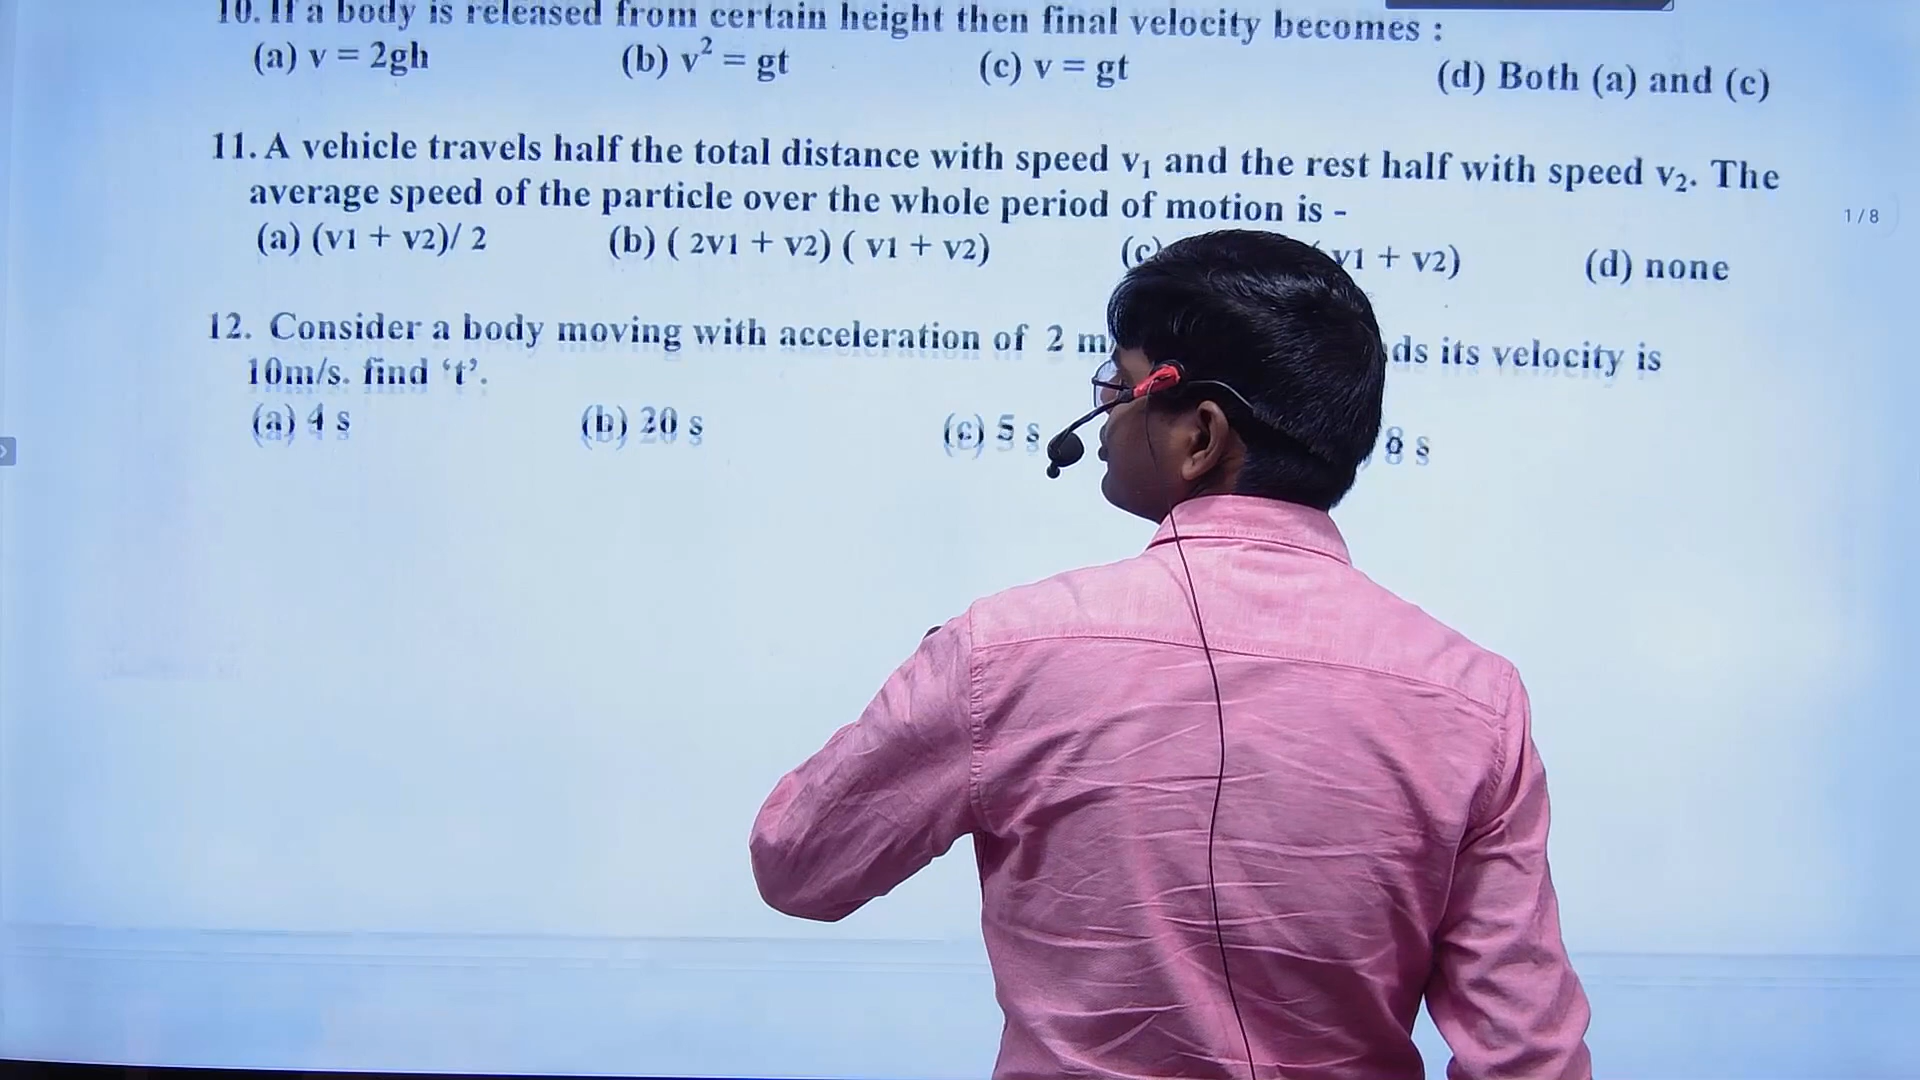 10. If a body is released from certain height then final velocity becomes :
(a) v = 2gh (b) v² = gt (c) v = gt (d) Both (a) and (c)
11. A vehicle travels half the total distance with speed v₁ and the rest half with speed v₂. The
average speed of the particle over the whole period of motion is -
1 / 8
(a) (v1 + v2)/ 2 (b) ( 2v1 + v2) ( v1 + v2) (c) v1 + v2) (d) none
12. Consider a body moving with acceleration of 2 its velocity is
10m/s. find ‘t’.
(a) 4 s (b) 20 s (c) 5 s 8 s